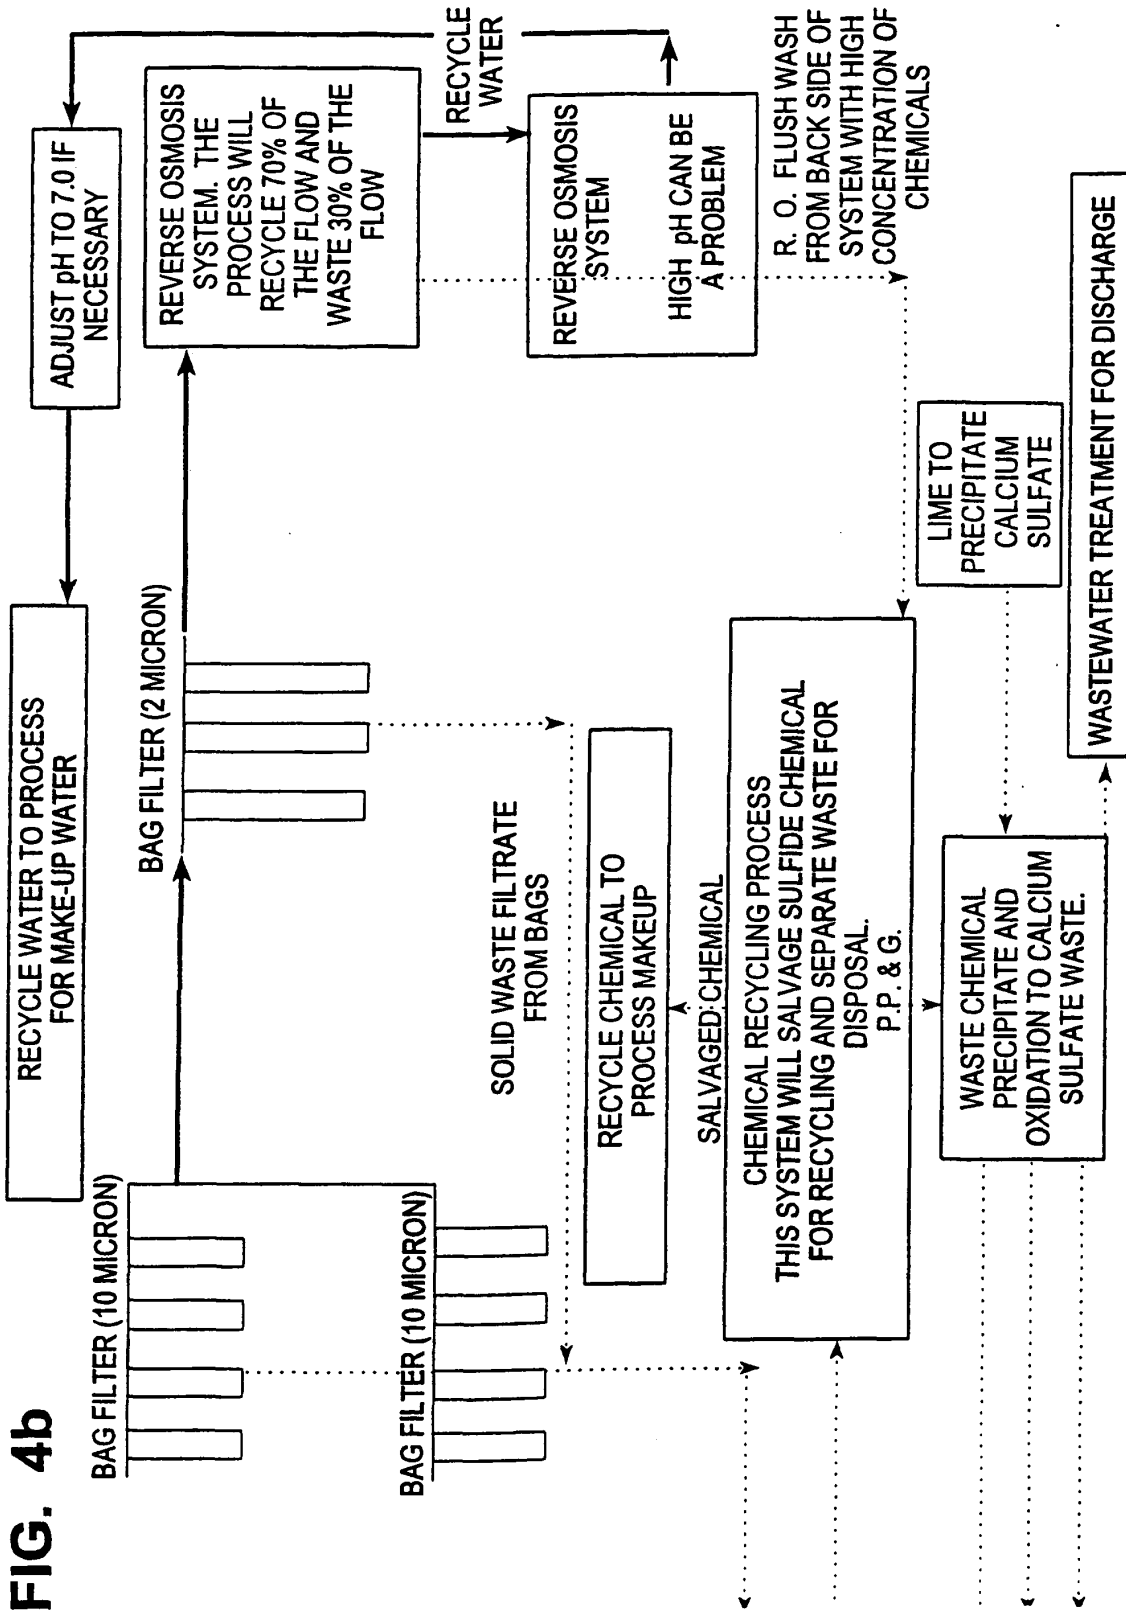 FIG. 4b
RECYCLE WATER TO PROCESS
FOR MAKE-UP WATER
ADJUST pH TO 7.0 IF
NECESSARY
BAG FILTER (10 MICRON)
BAG FILTER (2 MICRON)
REVERSE OSMOSIS
SYSTEM. THE
PROCESS WILL
RECYCLE 70% OF
THE FLOW AND
WASTE 30% OF THE
FLOW
RECYCLE
WATER
BAG FILTER (10 MICRON)
SOLID WASTE FILTRATE
FROM BAGS
REVERSE OSMOSIS
SYSTEM
HIGH pH CAN BE
A PROBLEM
RECYCLE CHEMICAL TO
PROCESS MAKEUP
R. O. FLUSH WASH
FROM BACK SIDE OF
SYSTEM WITH HIGH
CONCENTRATION OF
CHEMICALS
SALVAGED CHEMICAL
CHEMICAL RECYCLING PROCESS
THIS SYSTEM WILL SALVAGE SULFIDE CHEMICAL
FOR RECYCLING AND SEPARATE WASTE FOR
DISPOSAL.
P.P. & G.
LIME TO
PRECIPITATE
CALCIUM
SULFATE
WASTE CHEMICAL
PRECIPITATE AND
OXIDATION TO CALCIUM
SULFATE WASTE.
WASTEWATER TREATMENT FOR DISCHARGE